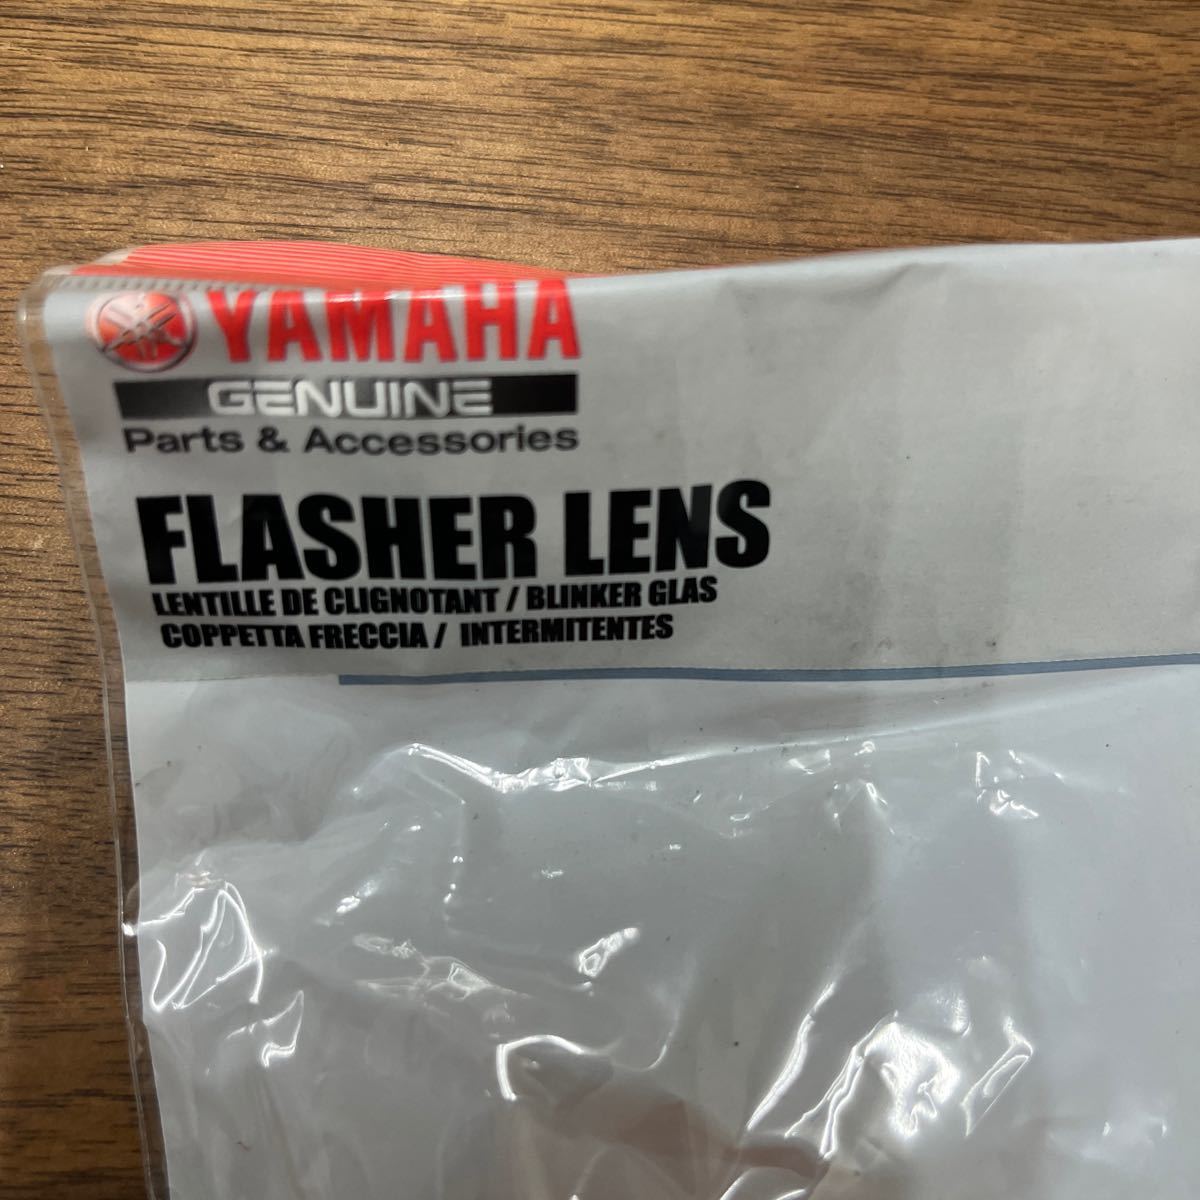 YAMAHA
GENUINE
Parts & Accessories
FLASHER LENS
LENTILLE DE CLIGNOTANT / BLINKER GLAS
COPPETTA FRECCIA / INTERMITENTES